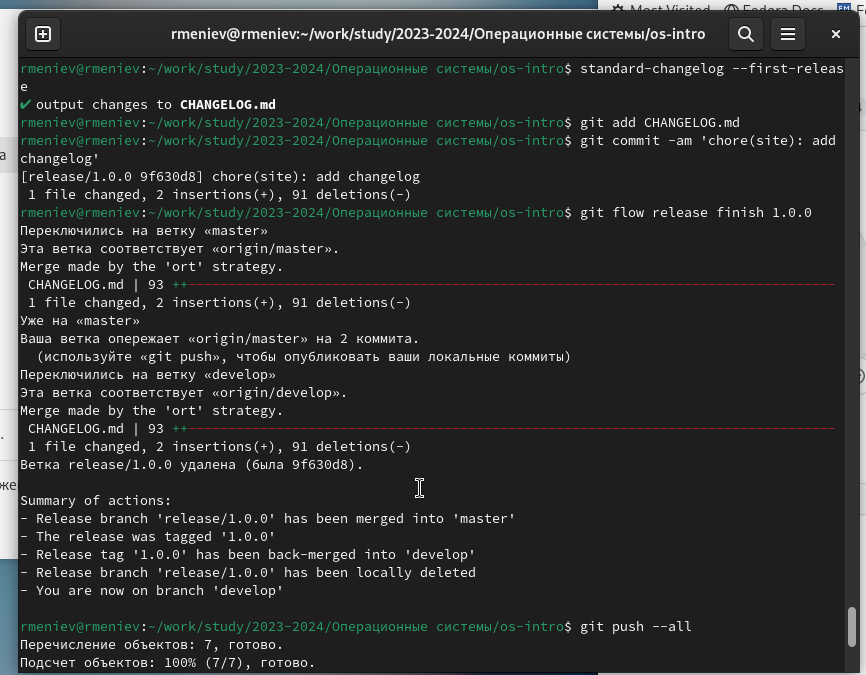 Most Visited Fedora Docs
rmeniev@rmeniev:~/work/study/2023-2024/Операционные системы/os-intro
rmeniev@rmeniev:~/work/study/2023-2024/Операционные системы/os-intro$ standard-changelog --first-releas
e
✔ output changes to CHANGELOG.md
rmeniev@rmeniev:~/work/study/2023-2024/Операционные системы/os-intro$ git add CHANGELOG.md
rmeniev@rmeniev:~/work/study/2023-2024/Операционные системы/os-intro$ git commit -am 'chore(site): add
changelog'
[release/1.0.0 9f630d8] chore(site): add changelog
 1 file changed, 2 insertions(+), 91 deletions(-)
rmeniev@rmeniev:~/work/study/2023-2024/Операционные системы/os-intro$ git flow release finish 1.0.0
Переключились на ветку «master»
Эта ветка соответствует «origin/master».
Merge made by the 'ort' strategy.
 CHANGELOG.md | 93 ++---------------------------------------------------------------------------------
 1 file changed, 2 insertions(+), 91 deletions(-)
Уже на «master»
Ваша ветка опережает «origin/master» на 2 коммита.
  (используйте «git push», чтобы опубликовать ваши локальные коммиты)
Переключились на ветку «develop»
Эта ветка соответствует «origin/develop».
Merge made by the 'ort' strategy.
 CHANGELOG.md | 93 ++---------------------------------------------------------------------------------
 1 file changed, 2 insertions(+), 91 deletions(-)
Ветка release/1.0.0 удалена (была 9f630d8).
Summary of actions:
- Release branch 'release/1.0.0' has been merged into 'master'
- The release was tagged '1.0.0'
- Release tag '1.0.0' has been back-merged into 'develop'
- Release branch 'release/1.0.0' has been locally deleted
- You are now on branch 'develop'
rmeniev@rmeniev:~/work/study/2023-2024/Операционные системы/os-intro$ git push --all
Перечисление объектов: 7, готово.
Подсчет объектов: 100% (7/7), готово.